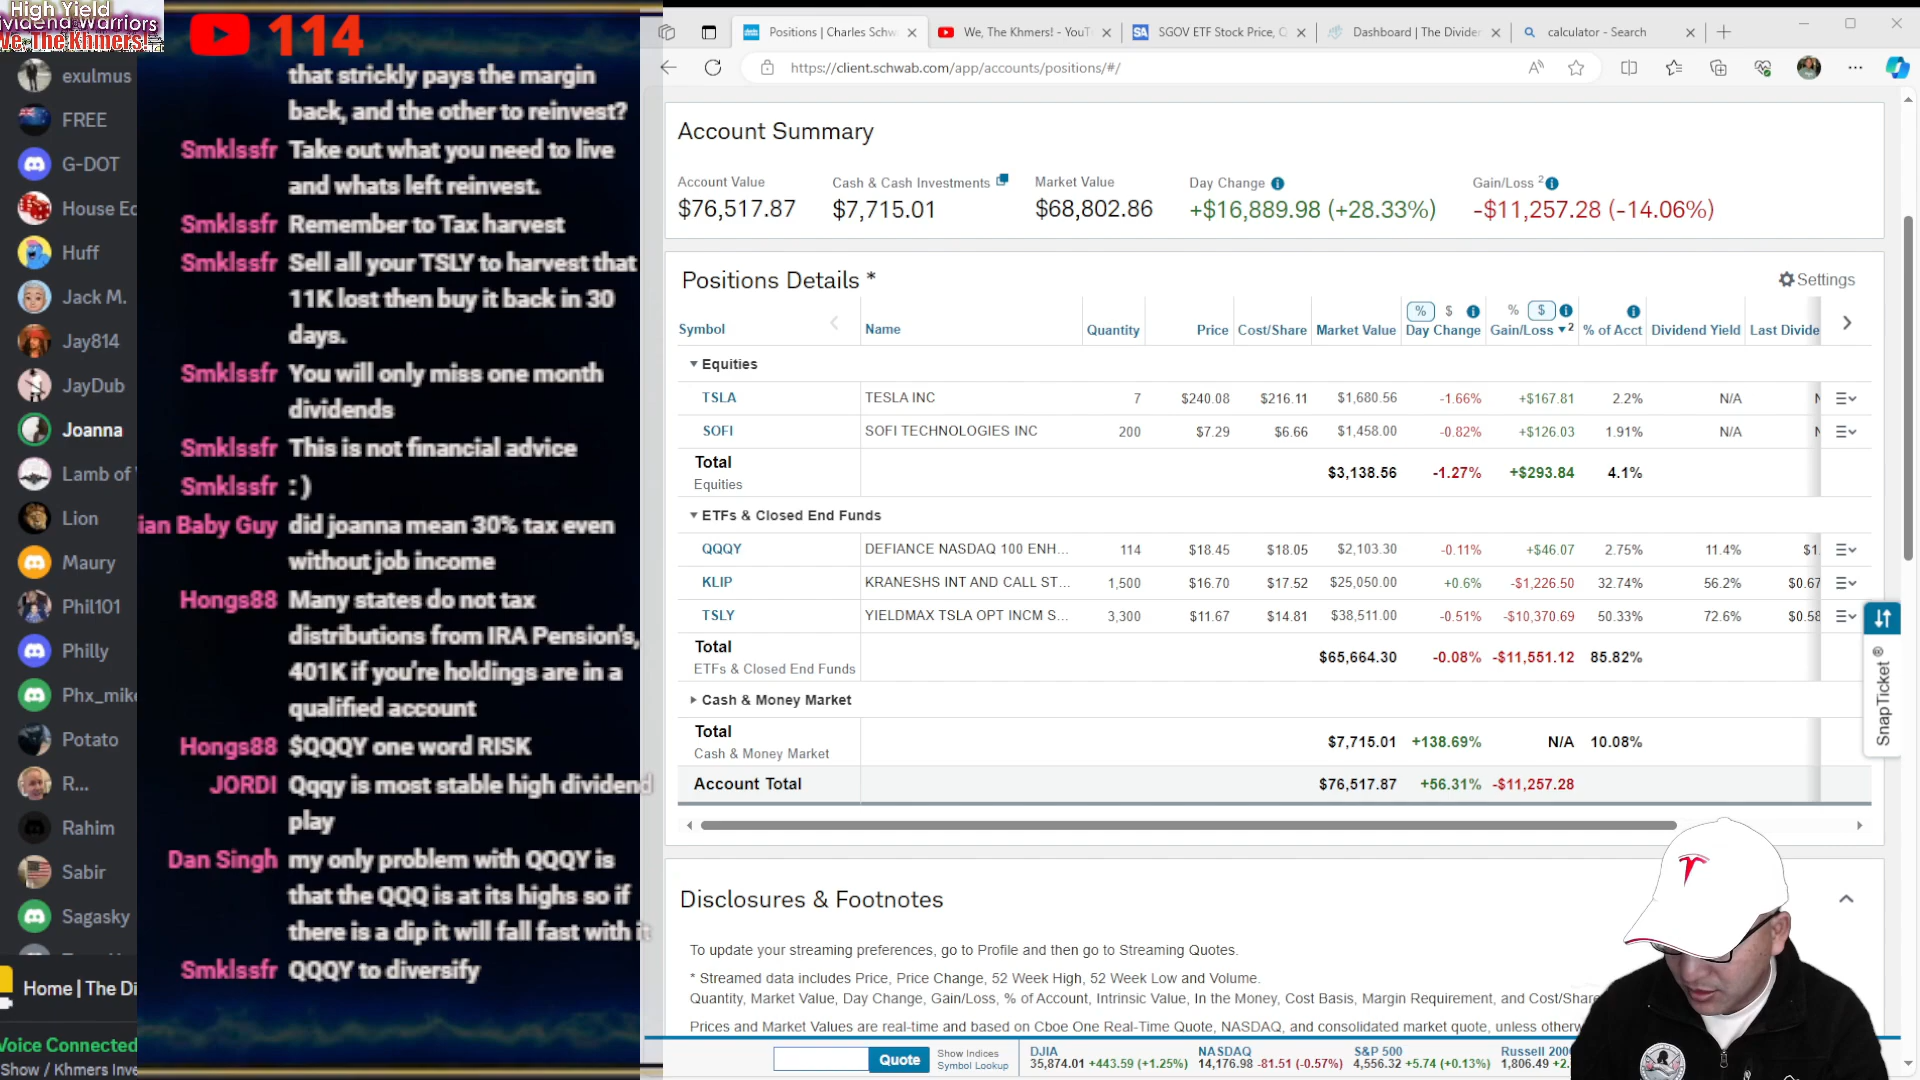 High Yield
Dividend Warriors
We, The Khmers!
114
exulmus
FREE
G-DOT
House Ec
Huff
Jack M.
Jay814
JayDub
Joanna
Lamb of
Lion
Maury
Phil101
Philly
Phx_mike
Potato
R...
Rahim
Sabir
Sagasky
Home | The Di
Voice Connected
Show / Khmers Inve
that strickly pays the margin
back, and the other to reinvest?
Smklssfr Take out what you need to live
and whats left reinvest.
Smklssfr Remember to Tax harvest
Smklssfr Sell all your TSLY to harvest that
11K lost then buy it back in 30
days.
Smklssfr You will only miss one month
dividends
Smklssfr This is not financial advice
Smklssfr : )
ian Baby Guy did joanna mean 30% tax even
without job income
Hongs88 Many states do not tax
distributions from IRA Pension's,
401K if you're holdings are in a
qualified account
Hongs88 $QQQY one word RISK
JORDI Qqqy is most stable high dividend
play
Dan Singh my only problem with QQQY is
that the QQQ is at its highs so if
there is a dip it will fall fast with it
Smklssfr QQQY to diversify
Positions | Charles Schw
We, The Khmers! - YouT
SGOV ETF Stock Price, Q
Dashboard | The Divider
calculator - Search
https://client.schwab.com/app/accounts/positions/#/
Account Summary
Account Value Cash & Cash Investments Market Value Day Change Gain/Loss 2
$76,517.87 $7,715.01 $68,802.86 +$16,889.98 (+28.33%) -$11,257.28 (-14.06%)
Positions Details *
Settings
% $ % $
Symbol Name Quantity Price Cost/Share Market Value Day Change Gain/Loss 2 % of Acct Dividend Yield Last Divide
Equities
TSLA TESLA INC 7 $240.08 $216.11 $1,680.56 -1.66% +$167.81 2.2% N/A N
SOFI SOFI TECHNOLOGIES INC 200 $7.29 $6.66 $1,458.00 -0.82% +$126.03 1.91% N/A N
Total
Equities
$3,138.56 -1.27% +$293.84 4.1%
ETFs & Closed End Funds
QQQY DEFIANCE NASDAQ 100 ENH... 114 $18.45 $18.05 $2,103.30 -0.11% +$46.07 2.75% 11.4% $1.
KLIP KRANESHS INT AND CALL ST... 1,500 $16.70 $17.52 $25,050.00 +0.6% -$1,226.50 32.74% 56.2% $0.67
TSLY YIELDMAX TSLA OPT INCM S... 3,300 $11.67 $14.81 $38,511.00 -0.51% -$10,370.69 50.33% 72.6% $0.58
Total
ETFs & Closed End Funds
$65,664.30 -0.08% -$11,551.12 85.82%
Cash & Money Market
Total
Cash & Money Market
$7,715.01 +138.69% N/A 10.08%
Account Total $76,517.87 +56.31% -$11,257.28
SnapTicket ®
Disclosures & Footnotes
To update your streaming preferences, go to Profile and then go to Streaming Quotes.
* Streamed data includes Price, Price Change, 52 Week High, 52 Week Low and Volume.
Quantity, Market Value, Day Change, Gain/Loss, % of Account, Intrinsic Value, In the Money, Cost Basis, Margin Requirement, and Cost/Share
Prices and Market Values are real-time and based on Cboe One Real-Time Quote, NASDAQ, and consolidated market quote, unless otherw
Quote
Show Indices
Symbol Lookup
DJIA
35,874.01 +443.59 (+1.25%)
NASDAQ
14,176.98 -81.51 (-0.57%)
S&P 500
4,556.32 +5.74 (+0.13%)
Russell 200
1,806.49 +2.